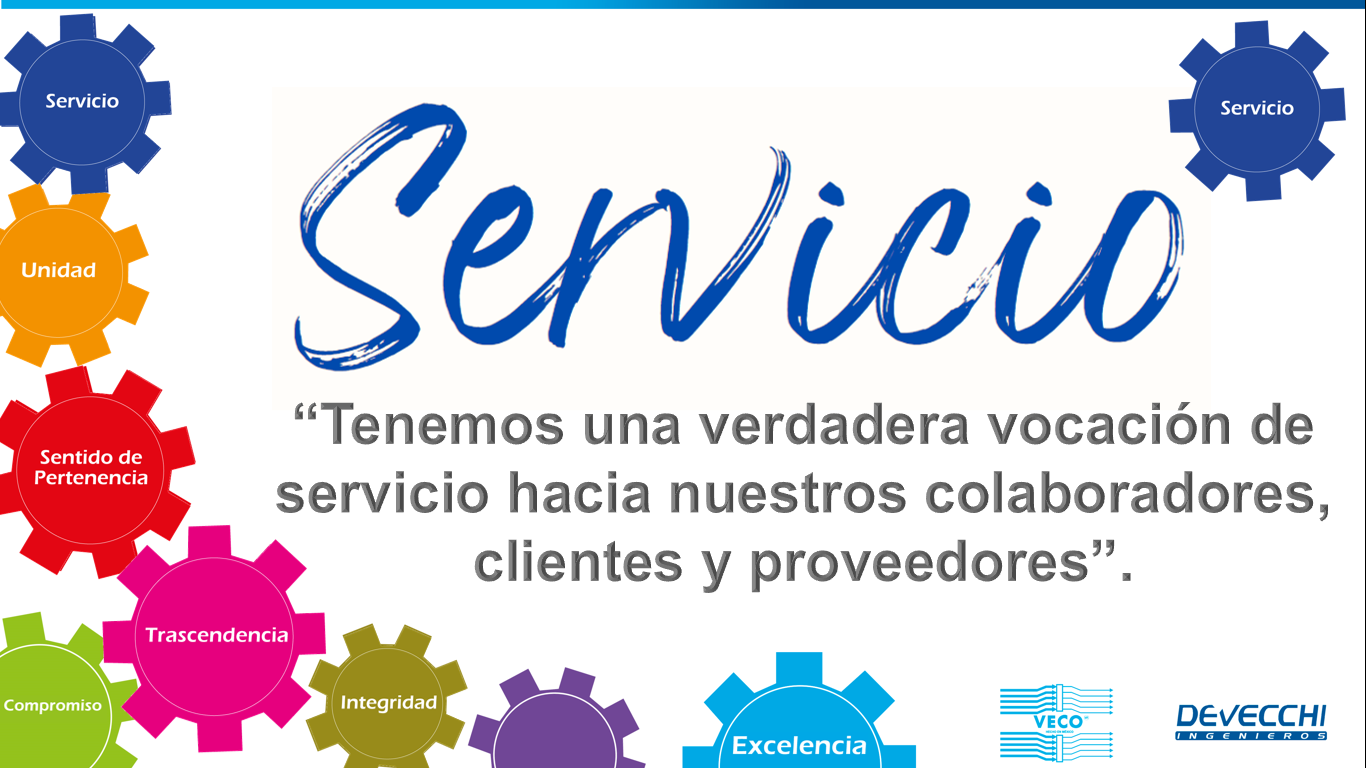 Servicio
Servicio
Servicio
Unidad
“Tenemos una verdadera vocación de
servicio hacia nuestros colaboradores,
clientes y proveedores”.
Sentido de
Pertenencia
Trascendencia
Compromiso
Integridad
Excelencia
VECO
DEVECCHI
INGENIEROS